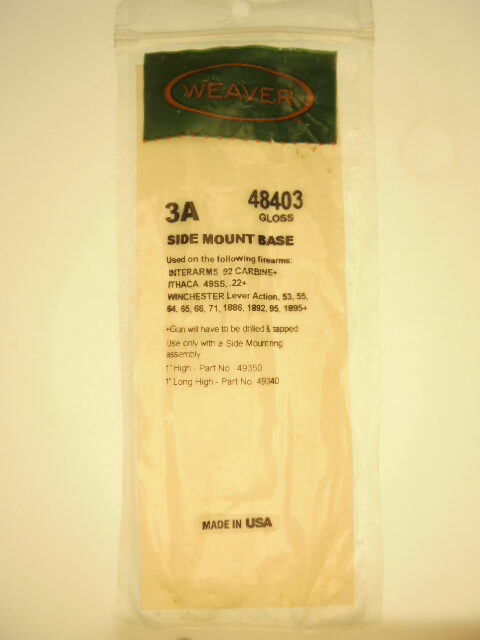 WEAVER
3A 48403
GLOSS
SIDE MOUNT BASE
Used on the following firearms:
INTERARMS 92 CARBINE+
ITHACA 49SS, .22+
WINCHESTER Lever Action, 53, 55,
64, 65, 66, 71, 1886, 1892, 95, 1895+
+Gun will have to be drilled & tapped
Use only with a Side Mount ring
assembly
1" High - Part No. 49350
1" Long High - Part No. 49340
MADE IN USA